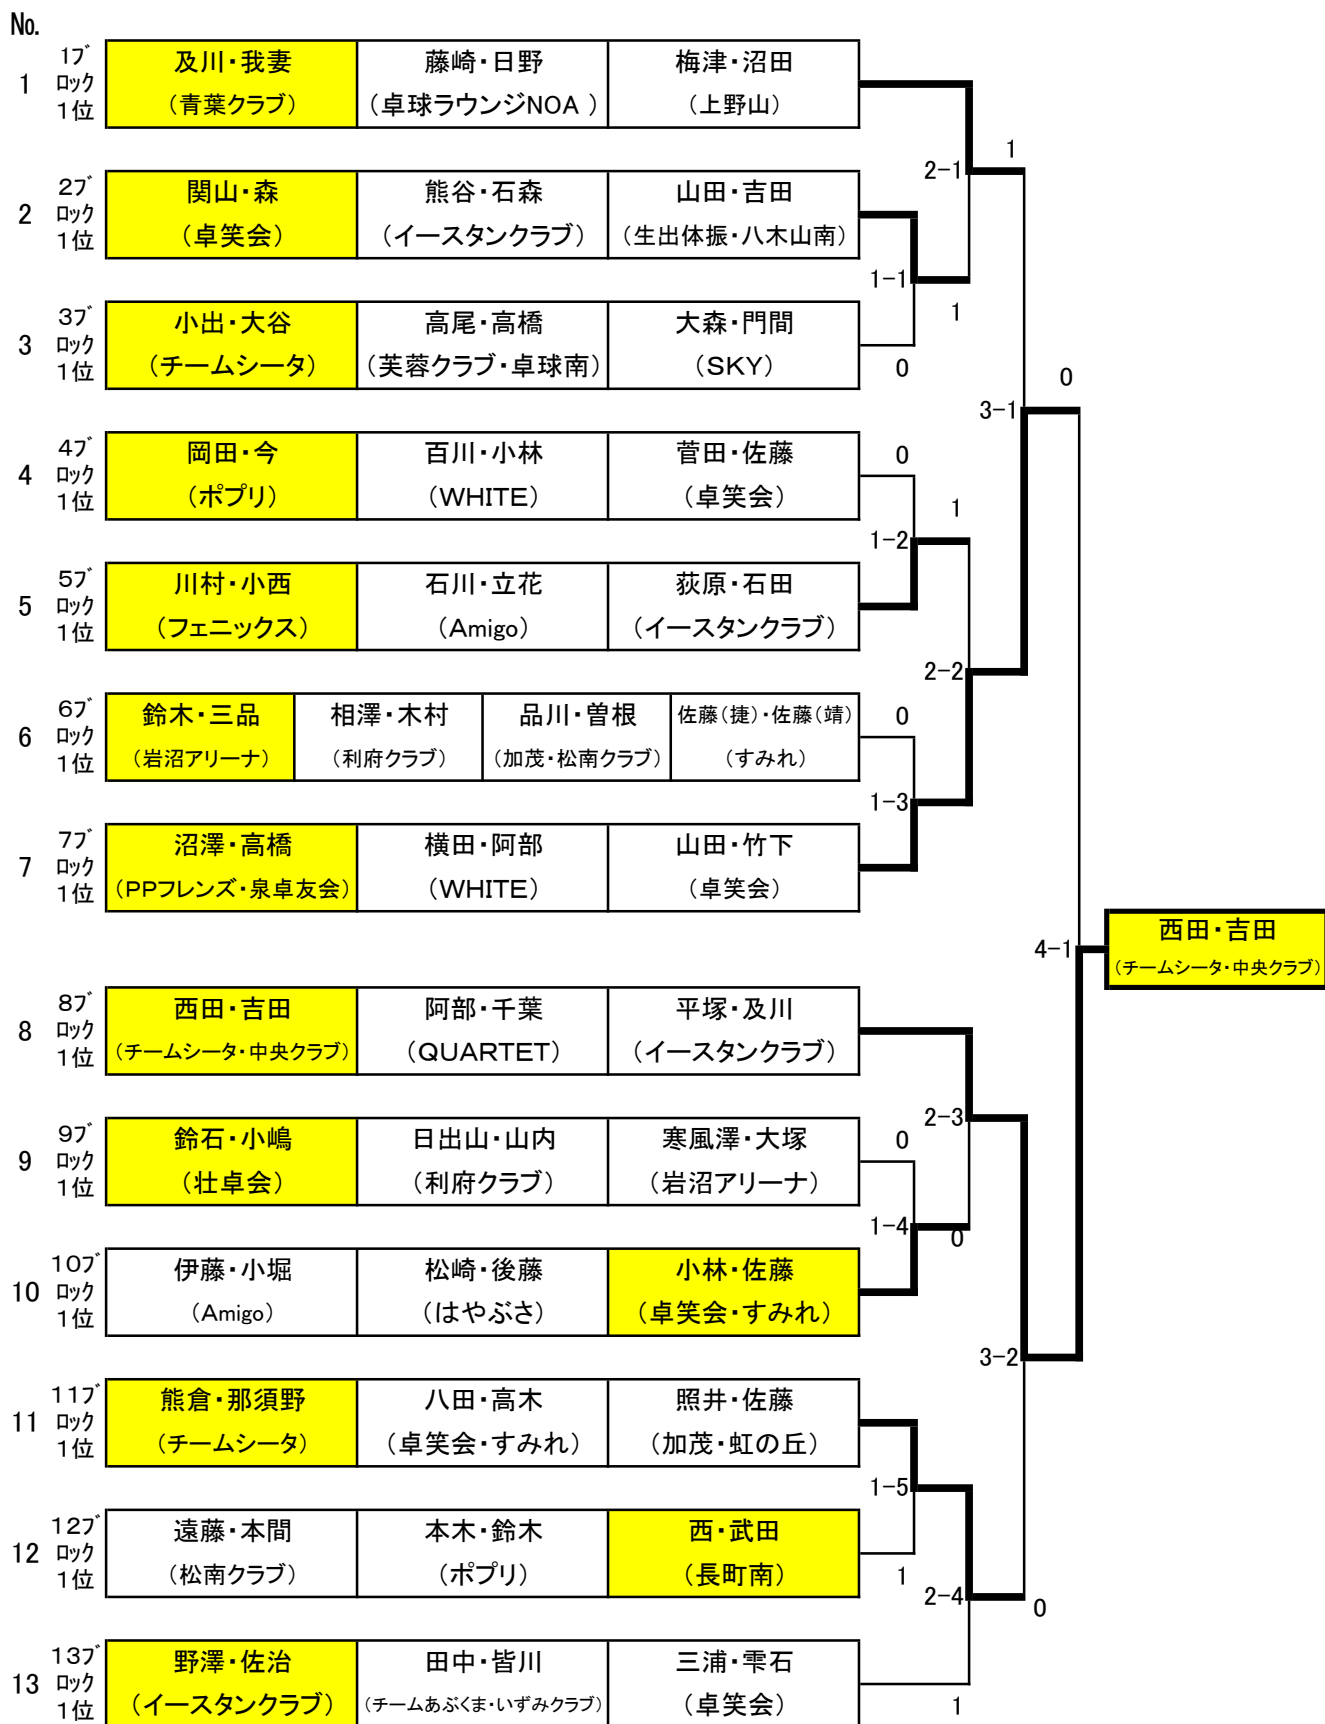 No.
1 1ブロック1位 及川・我妻 藤崎・日野 梅津・沼田
(青葉クラブ) (卓球ラウンジNOA ) (上野山)
1
2-1
2 2ブロック1位 関山・森 熊谷・石森 山田・吉田
(卓笑会) (イースタンクラブ) (生出体振・八木山南)
1-1
1
3 3ブロック1位 小出・大谷 高尾・高橋 大森・門間
(チームシータ) (芙蓉クラブ・卓球南) (SKY)
0
0
3-1
4 4ブロック1位 岡田・今 百川・小林 菅田・佐藤
(ポプリ) (WHITE) (卓笑会)
0
1
1-2
5 5ブロック1位 川村・小西 石川・立花 荻原・石田
(フェニックス) (Amigo) (イースタンクラブ)
2-2
6 6ブロック1位 鈴木・三品 相澤・木村 品川・曽根 佐藤(捷)・佐藤(靖)
(岩沼アリーナ) (利府クラブ) (加茂・松南クラブ) (すみれ)
0
1-3
7 7ブロック1位 沼澤・高橋 横田・阿部 山田・竹下
(PPフレンズ・泉卓友会) (WHITE) (卓笑会)
4-1
西田・吉田
(チームシータ・中央クラブ)
8 8ブロック1位 西田・吉田 阿部・千葉 平塚・及川
(チームシータ・中央クラブ) (QUARTET) (イースタンクラブ)
2-3
9 9ブロック1位 鈴石・小嶋 日出山・山内 寒風澤・大塚
(壮卓会) (利府クラブ) (岩沼アリーナ)
0
1-4
0
10 10ブロック1位 伊藤・小堀 松崎・後藤 小林・佐藤
(Amigo) (はやぶさ) (卓笑会・すみれ)
3-2
11 11ブロック1位 熊倉・那須野 八田・高木 照井・佐藤
(チームシータ) (卓笑会・すみれ) (加茂・虹の丘)
1-5
12 12ブロック1位 遠藤・本間 本木・鈴木 西・武田
(松南クラブ) (ポプリ) (長町南)
1
2-4
0
13 13ブロック1位 野澤・佐治 田中・皆川 三浦・雫石
(イースタンクラブ) (チームあぶくま・いずみクラブ) (卓笑会)
1